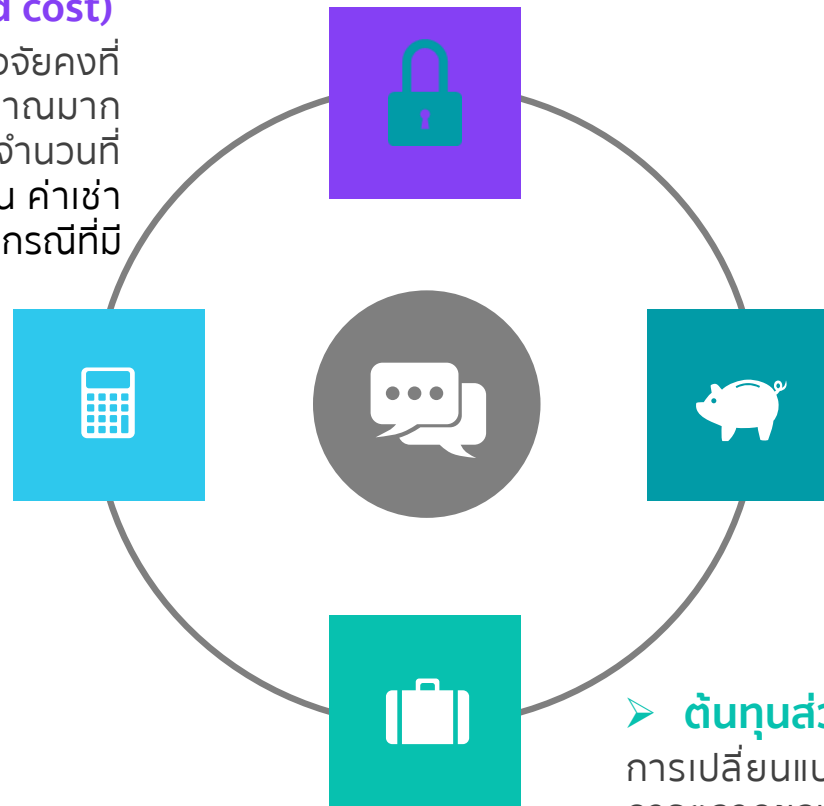 d cost)
จจัยคงที่
าณมาก
จำนวนที่
น ค่าเช่า
กรณีที่มี
➢ ต้นทุนส่ว
การเปลี่ยนแป